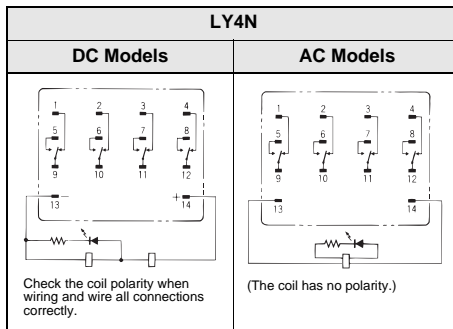 LY4N
DC Models
AC Models
1 2 3 4
5 6 7 8
9 10 11 12
13 − + 14
Check the coil polarity when
wiring and wire all connections
correctly.
1 2 3 4
5 6 7 8
9 10 11 12
13 14
(The coil has no polarity.)